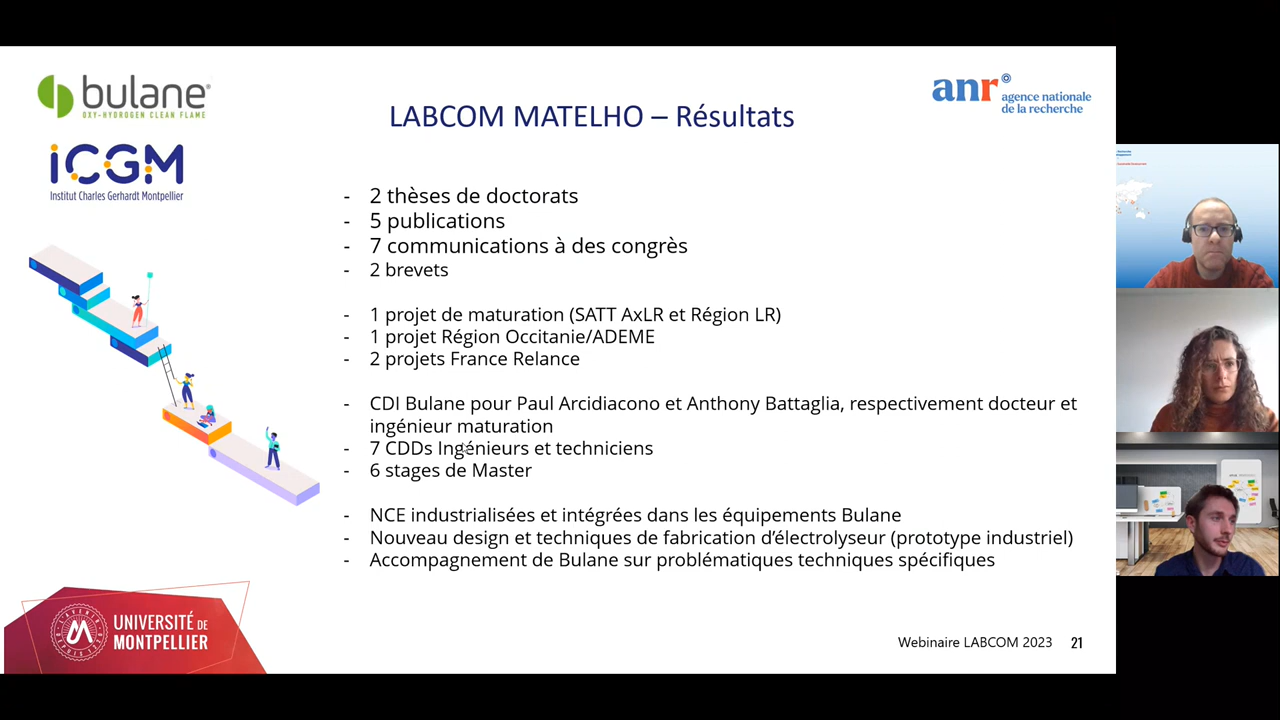 bulane
OXY-HYDROGEN CLEAN FLAME
iCGM
Institut Charles Gerhardt Montpellier
anr
agence nationale
de la recherche
LABCOM MATELHO – Résultats
- 2 thèses de doctorats
- 5 publications
- 7 communications à des congrès
- 2 brevets
- 1 projet de maturation (SATT AxLR et Région LR)
- 1 projet Région Occitanie/ADEME
- 2 projets France Relance
- CDI Bulane pour Paul Arcidiacono et Anthony Battaglia, respectivement docteur et
ingénieur maturation
- 7 CDDs Ingénieurs et techniciens
- 6 stages de Master
- NCE industrialisées et intégrées dans les équipements Bulane
- Nouveau design et techniques de fabrication d’électrolyseur (prototype industriel)
- Accompagnement de Bulane sur problématiques techniques spécifiques
UNIVERSITÉ DE
MONTPELLIER
Webinaire LABCOM 2023 21